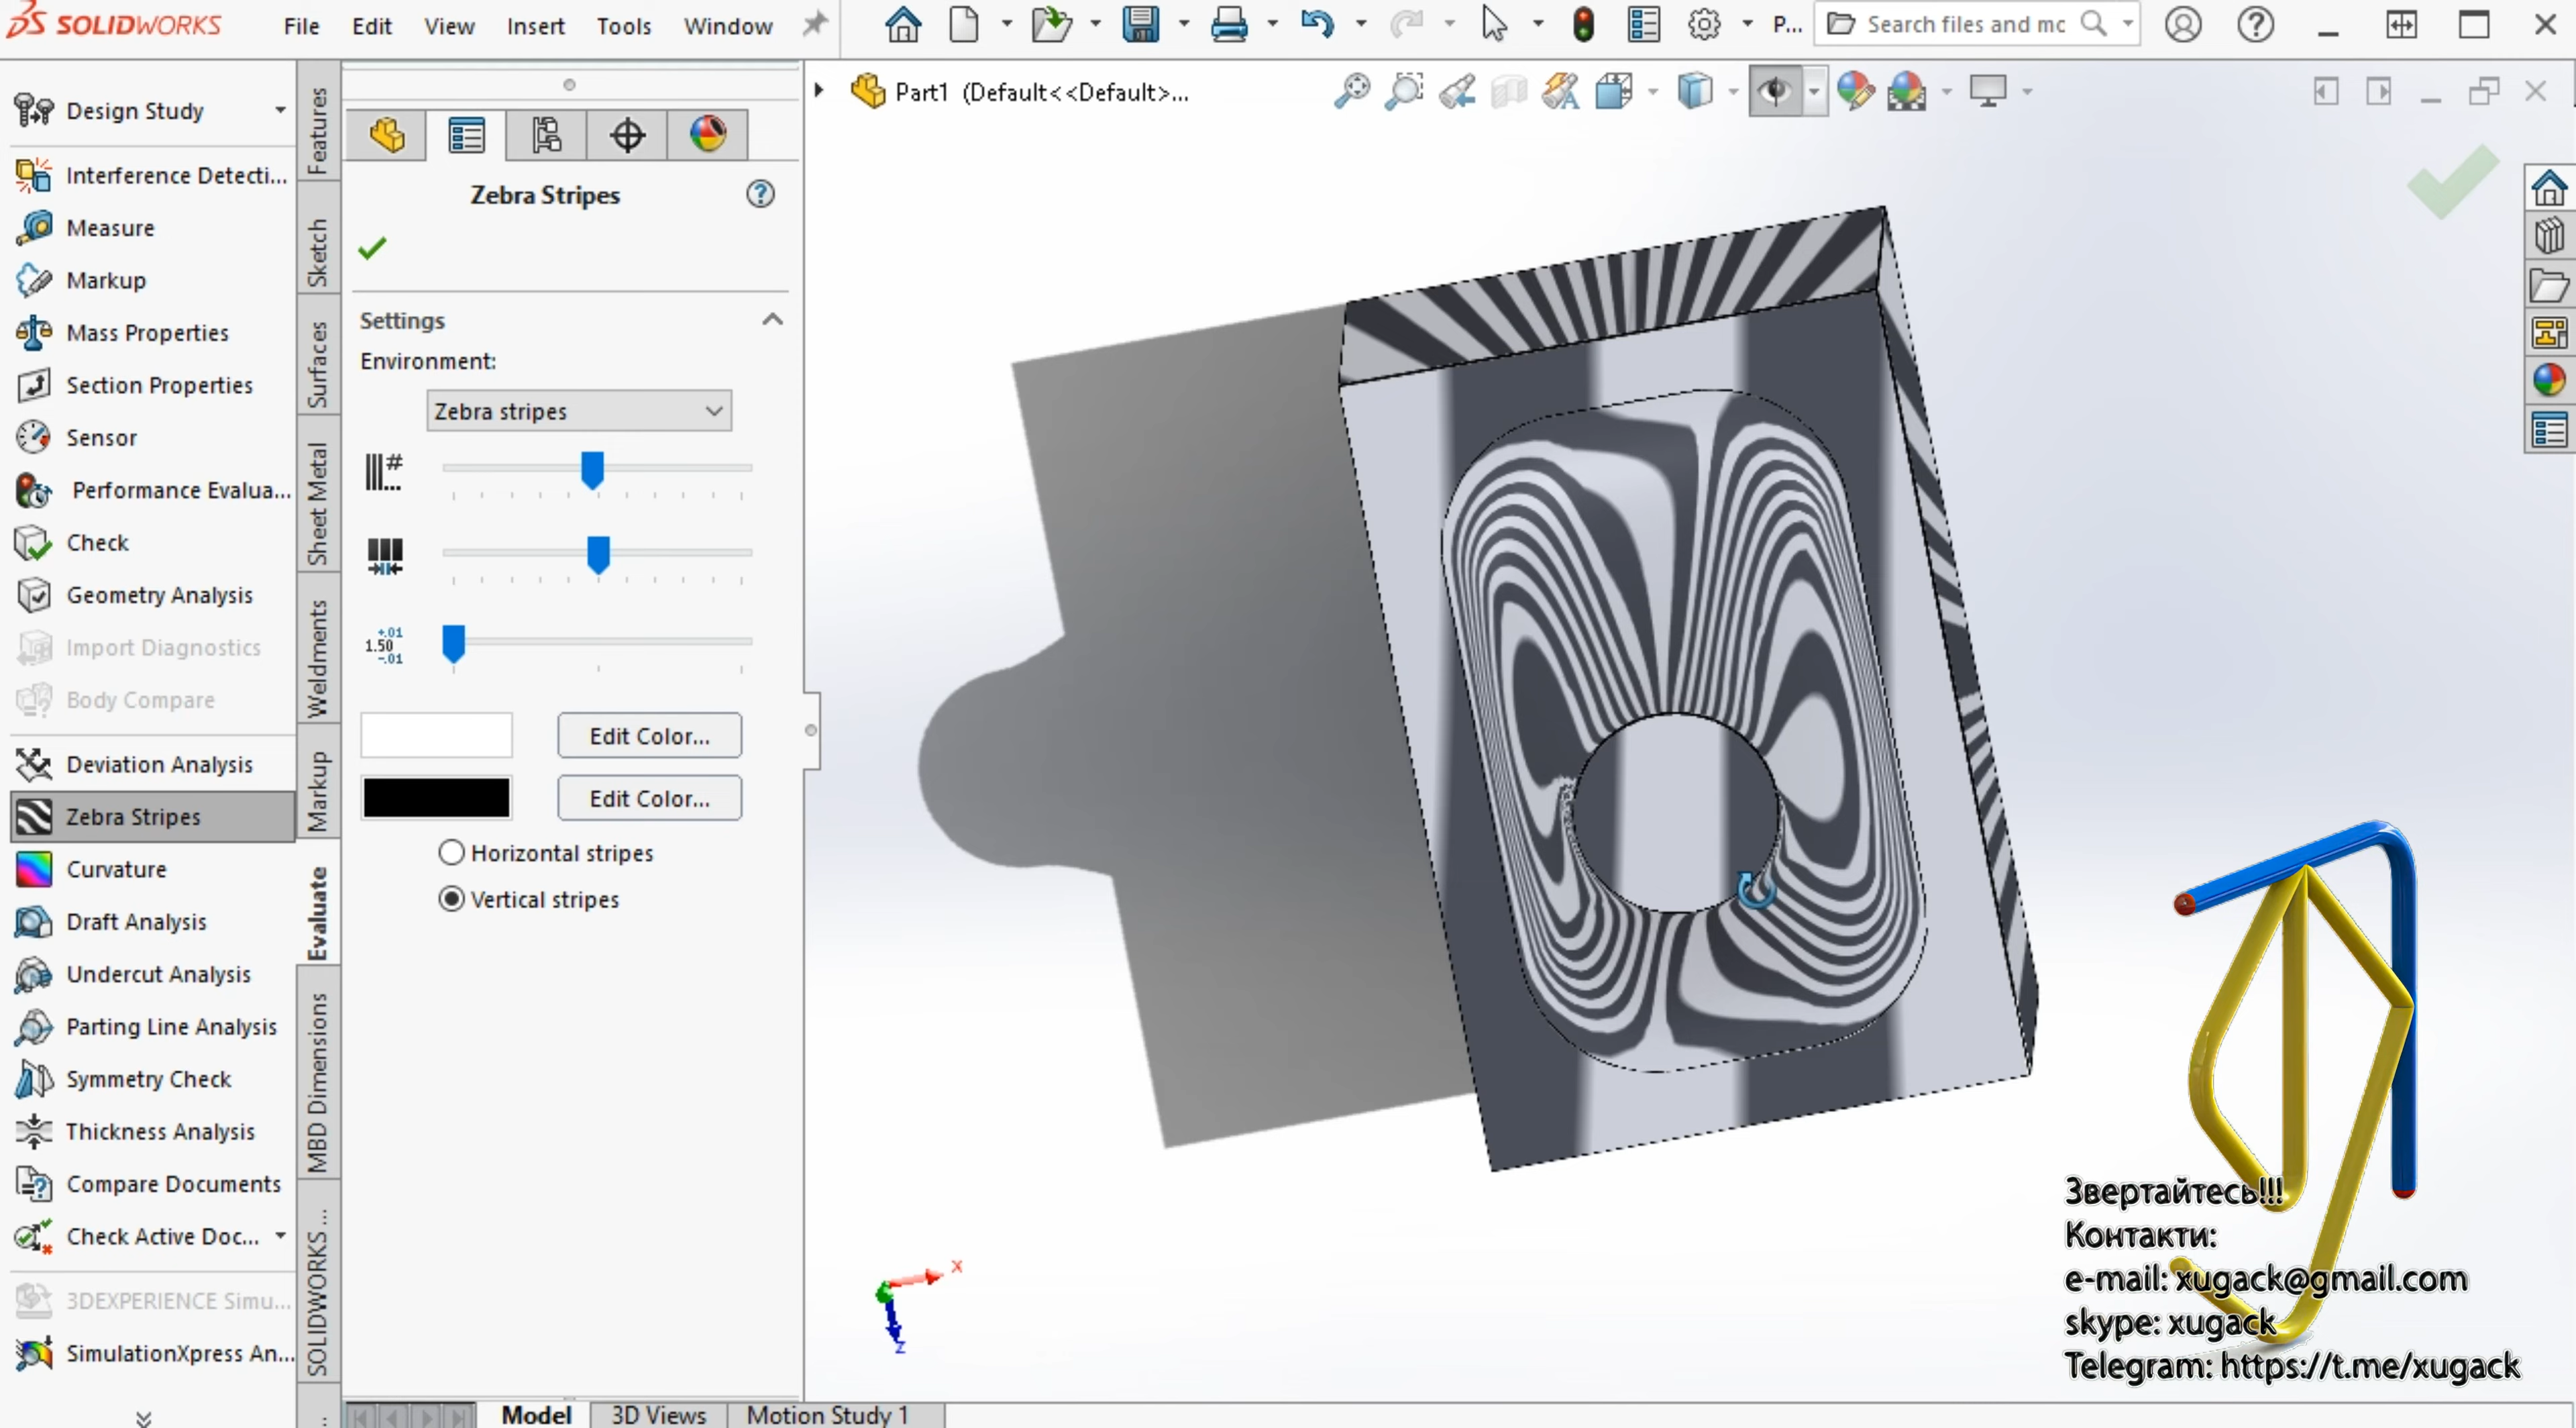 SOLIDWORKS
File Edit View Insert Tools Window
P...
Search files and mc
Design Study
Interference Detecti...
Measure
Markup
Mass Properties
Section Properties
Sensor
Performance Evalua...
Check
Geometry Analysis
Import Diagnostics
Body Compare
Deviation Analysis
Zebra Stripes
Curvature
Draft Analysis
Undercut Analysis
Parting Line Analysis
Symmetry Check
Thickness Analysis
Compare Documents
Check Active Doc...
3DEXPERIENCE Simu...
SimulationXpress An...
Features
Sketch
Surfaces
Sheet Metal
Weldments
Markup
Evaluate
MBD Dimensions
SOLIDWORKS ...
...
Zebra Stripes
Settings
Environment:
Zebra stripes
#
+.01
1.50
-.01
Edit Color...
Edit Color...
Horizontal stripes
Vertical stripes
Part1 (Default<<Default>...
x
z
Звертайтесь!!!
Контакти:
e-mail: xugack@gmail.com
skype: xugack
Telegram: https://t.me/xugack
Model 3D Views Motion Study 1